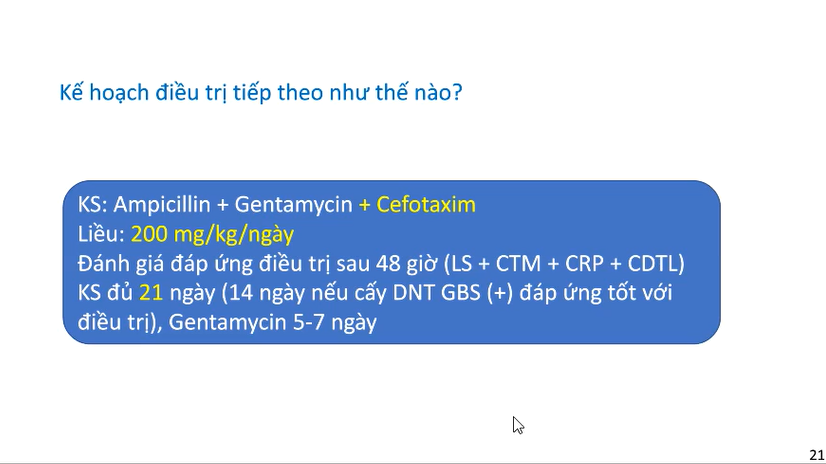 Kế hoạch điều trị tiếp theo như thế nào?
KS: Ampicillin + Gentamycin + Cefotaxim
Liều: 200 mg/kg/ngày
Đánh giá đáp ứng điều trị sau 48 giờ (LS + CTM + CRP + CDTL)
KS đủ 21 ngày (14 ngày nếu cấy DNT GBS (+) đáp ứng tốt với
điều trị), Gentamycin 5-7 ngày
21